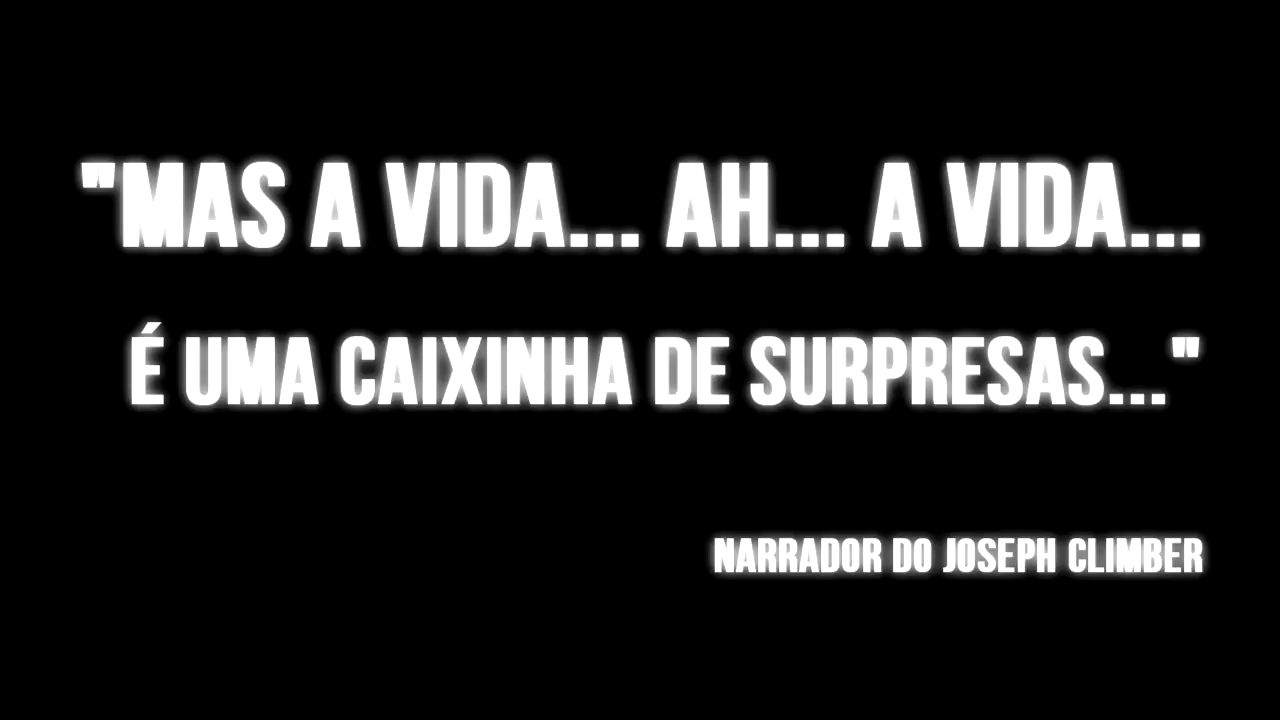 "MAS A VIDA... AH... A VIDA...
É UMA CAIXINHA DE SURPRESAS..."
NARRADOR DO JOSEPH CLIMBER